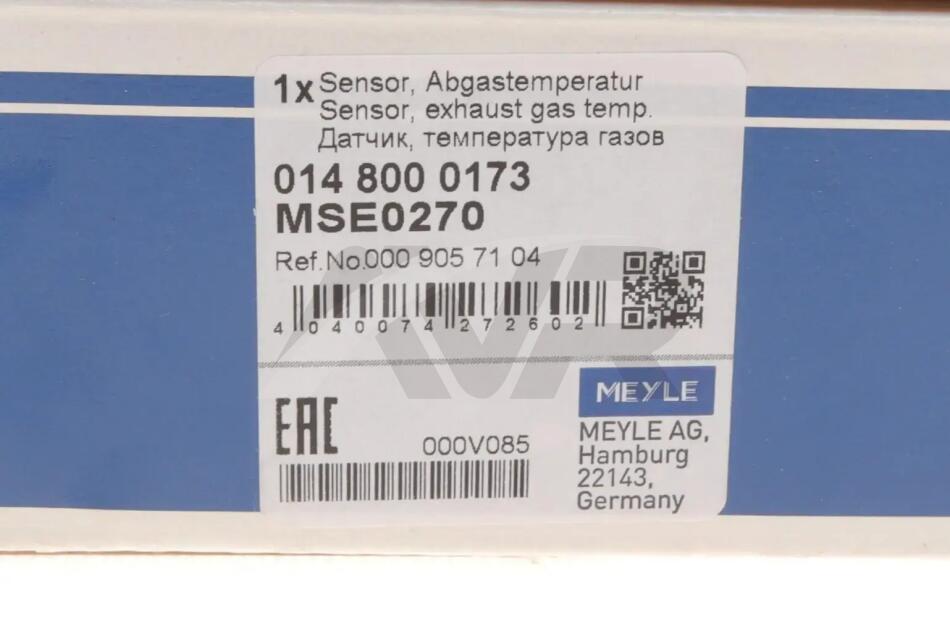 1x Sensor, Abgastemperatur
Sensor, exhaust gas temp.
Датчик, температура газов
014 800 0173
MSE0270
Ref.No.000 905 71 04
4 040074 272602
EAC
000V085
MEYLE
MEYLE AG,
Hamburg
22143,
Germany
AVR